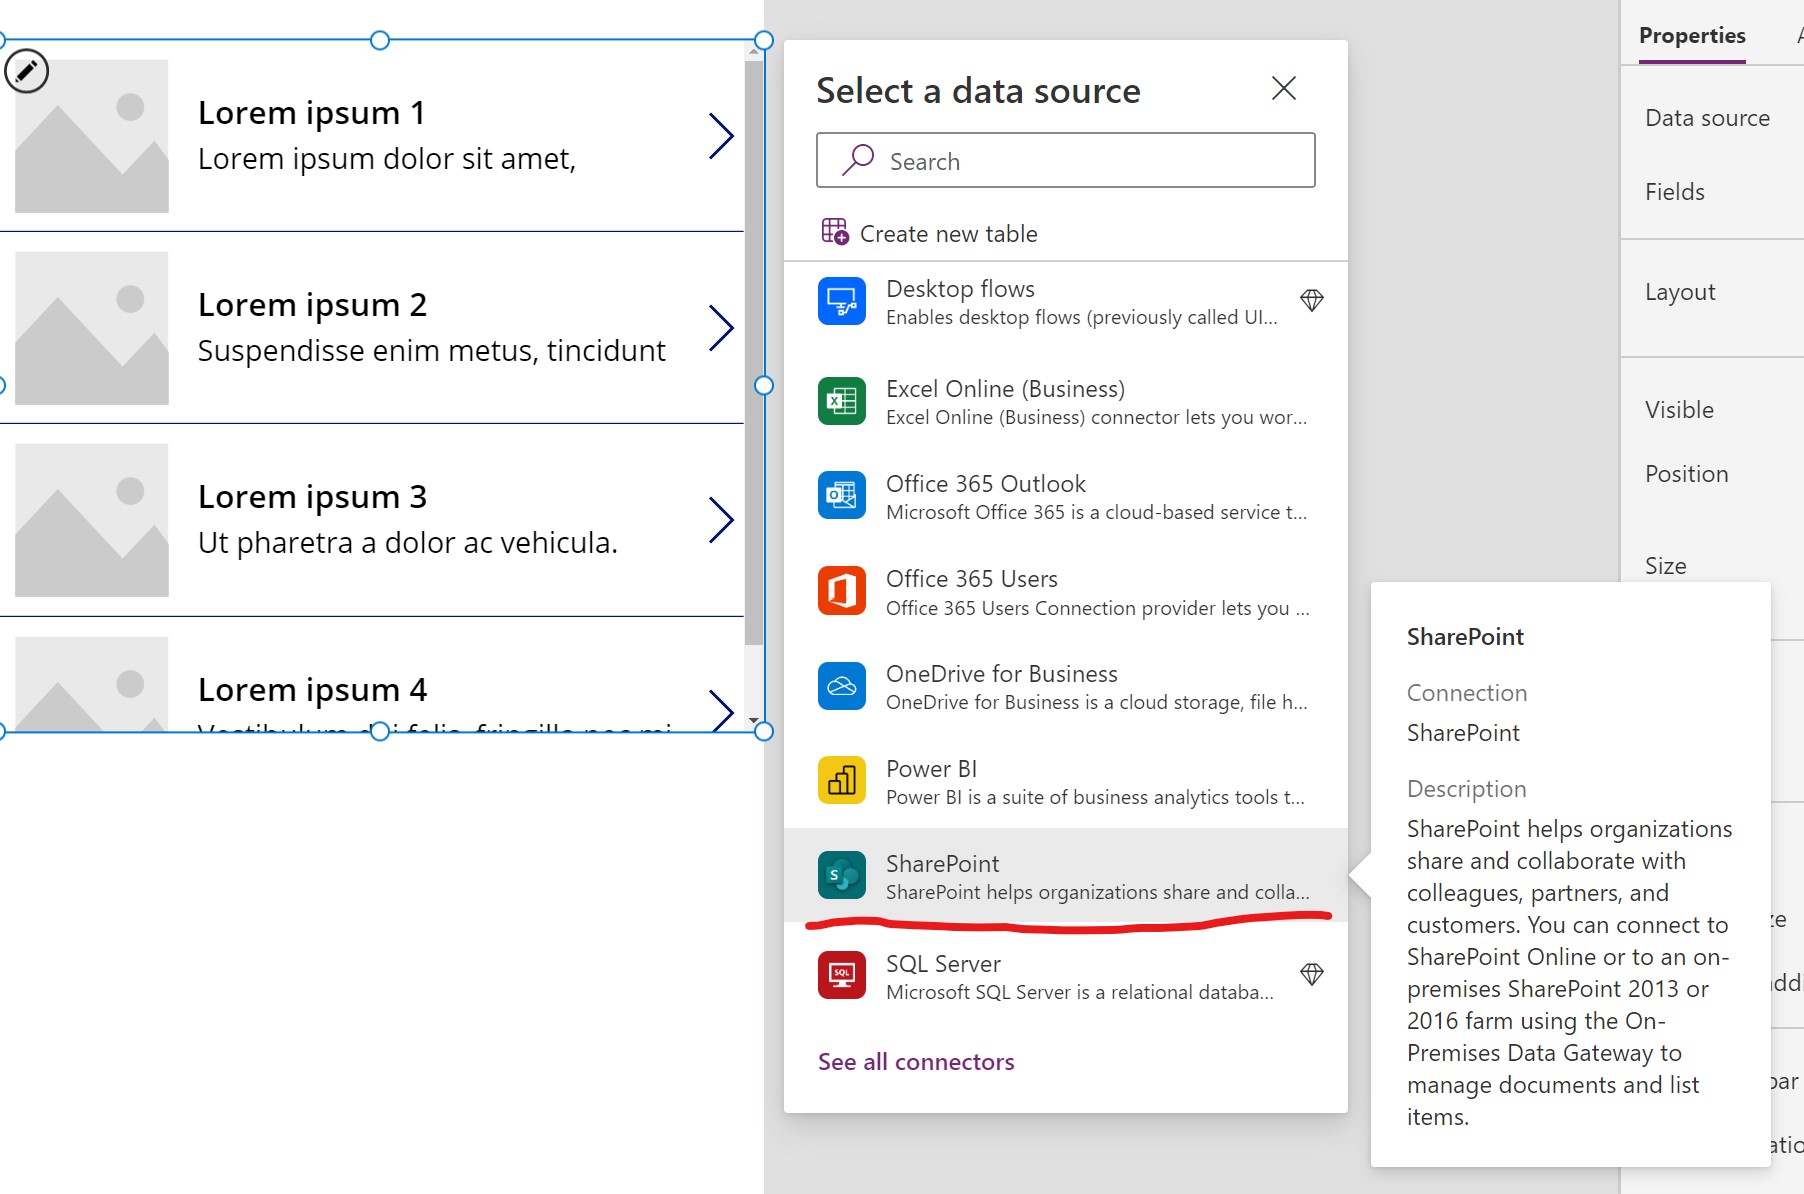 Lorem ipsum 1
Lorem ipsum dolor sit amet,
Lorem ipsum 2
Suspendisse enim metus, tincidunt
Lorem ipsum 3
Ut pharetra a dolor ac vehicula.
Lorem ipsum 4
Select a data source
Search
Create new table
Desktop flows
Enables desktop flows (previously called UI...
Excel Online (Business)
Excel Online (Business) connector lets you wor...
Office 365 Outlook
Microsoft Office 365 is a cloud-based service t...
Office 365 Users
Office 365 Users Connection provider lets you ...
OneDrive for Business
OneDrive for Business is a cloud storage, file h...
Power BI
Power BI is a suite of business analytics tools t...
SharePoint
SharePoint helps organizations share and colla...
SQL Server
Microsoft SQL Server is a relational databa...
See all connectors
Properties
Data source
Fields
Layout
Visible
Position
Size
SharePoint
Connection
SharePoint
Description
SharePoint helps organizations
share and collaborate with
colleagues, partners, and
customers. You can connect to
SharePoint Online or to an on-
premises SharePoint 2013 or
2016 farm using the On-
Premises Data Gateway to
manage documents and list
items.